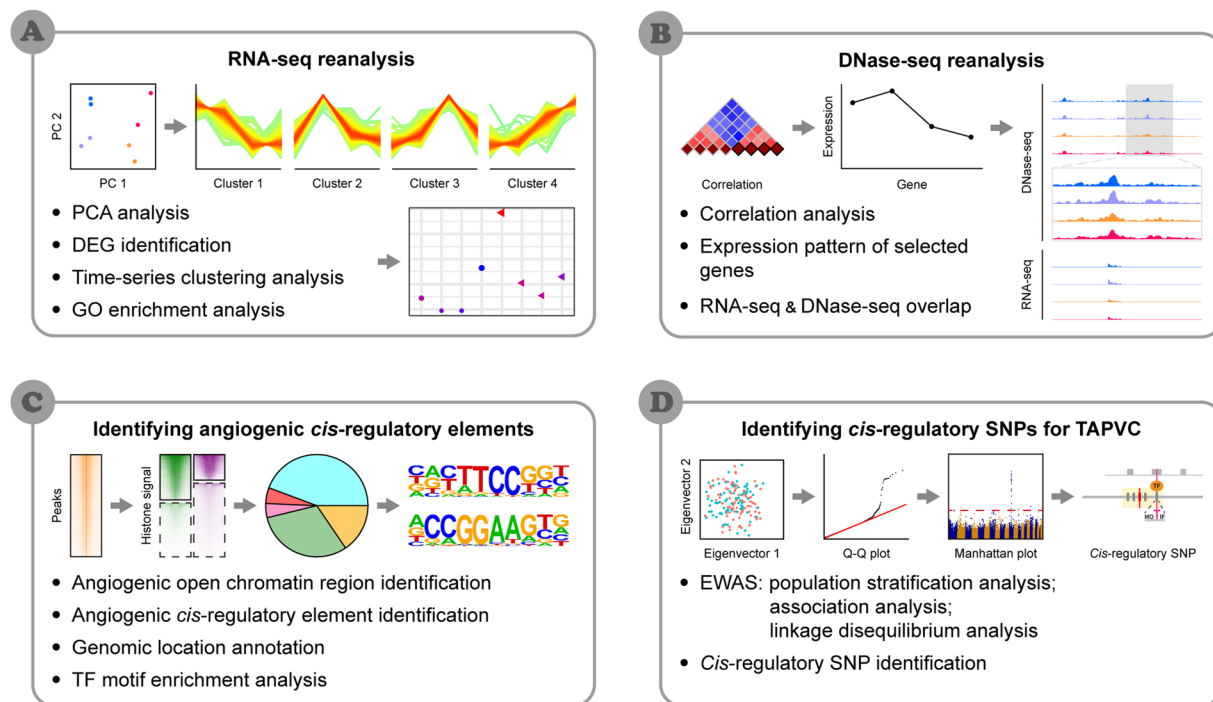 A
RNA-seq reanalysis
PC 2
PC 1
Cluster 1
Cluster 2
Cluster 3
Cluster 4
• PCA analysis
• DEG identification
• Time-series clustering analysis
• GO enrichment analysis
B
DNase-seq reanalysis
Correlation
Expression
Gene
DNase-seq
RNA-seq
• Correlation analysis
• Expression pattern of selected
genes
• RNA-seq & DNase-seq overlap
C
Identifying angiogenic cis-regulatory elements
Peaks
Histone signal
• Angiogenic open chromatin region identification
• Angiogenic cis-regulatory element identification
• Genomic location annotation
• TF motif enrichment analysis
D
Identifying cis-regulatory SNPs for TAPVC
Eigenvector 2
Eigenvector 1
Q-Q plot
Manhattan plot
TF
Cis-regulatory SNP
• EWAS: population stratification analysis;
association analysis;
linkage disequilibrium analysis
• Cis-regulatory SNP identification